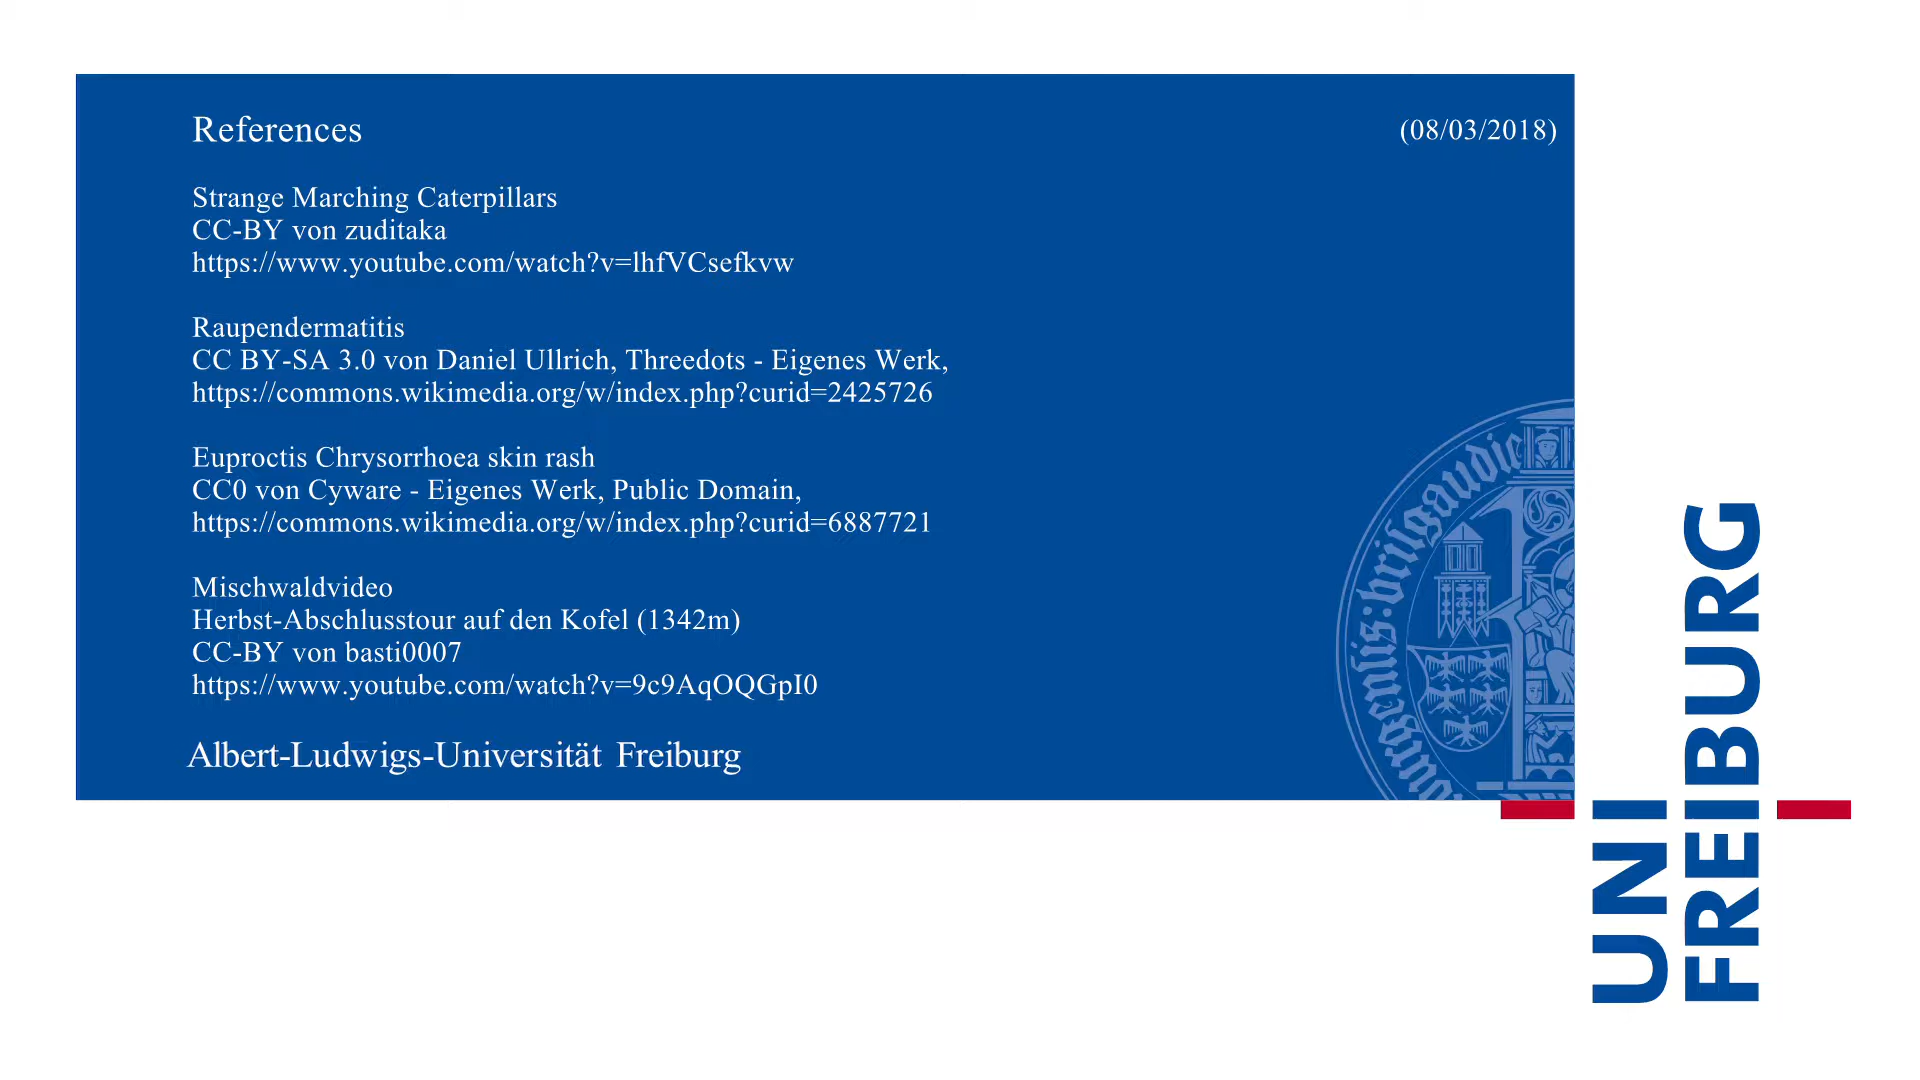 References
(08/03/2018)
Strange Marching Caterpillars
CC-BY von zuditaka
https://www.youtube.com/watch?v=lhfVCsefkvw
Raupendermatitis
CC BY-SA 3.0 von Daniel Ullrich, Threedots - Eigenes Werk,
https://commons.wikimedia.org/w/index.php?curid=2425726
Euproctis Chrysorrhoea skin rash
CC0 von Cyware - Eigenes Werk, Public Domain,
https://commons.wikimedia.org/w/index.php?curid=6887721
Mischwaldvideo
Herbst-Abschlusstour auf den Kofel (1342m)
CC-BY von basti0007
https://www.youtube.com/watch?v=9c9AqOQGpI0
Albert-Ludwigs-Universität Freiburg
UNI
FREIBURG